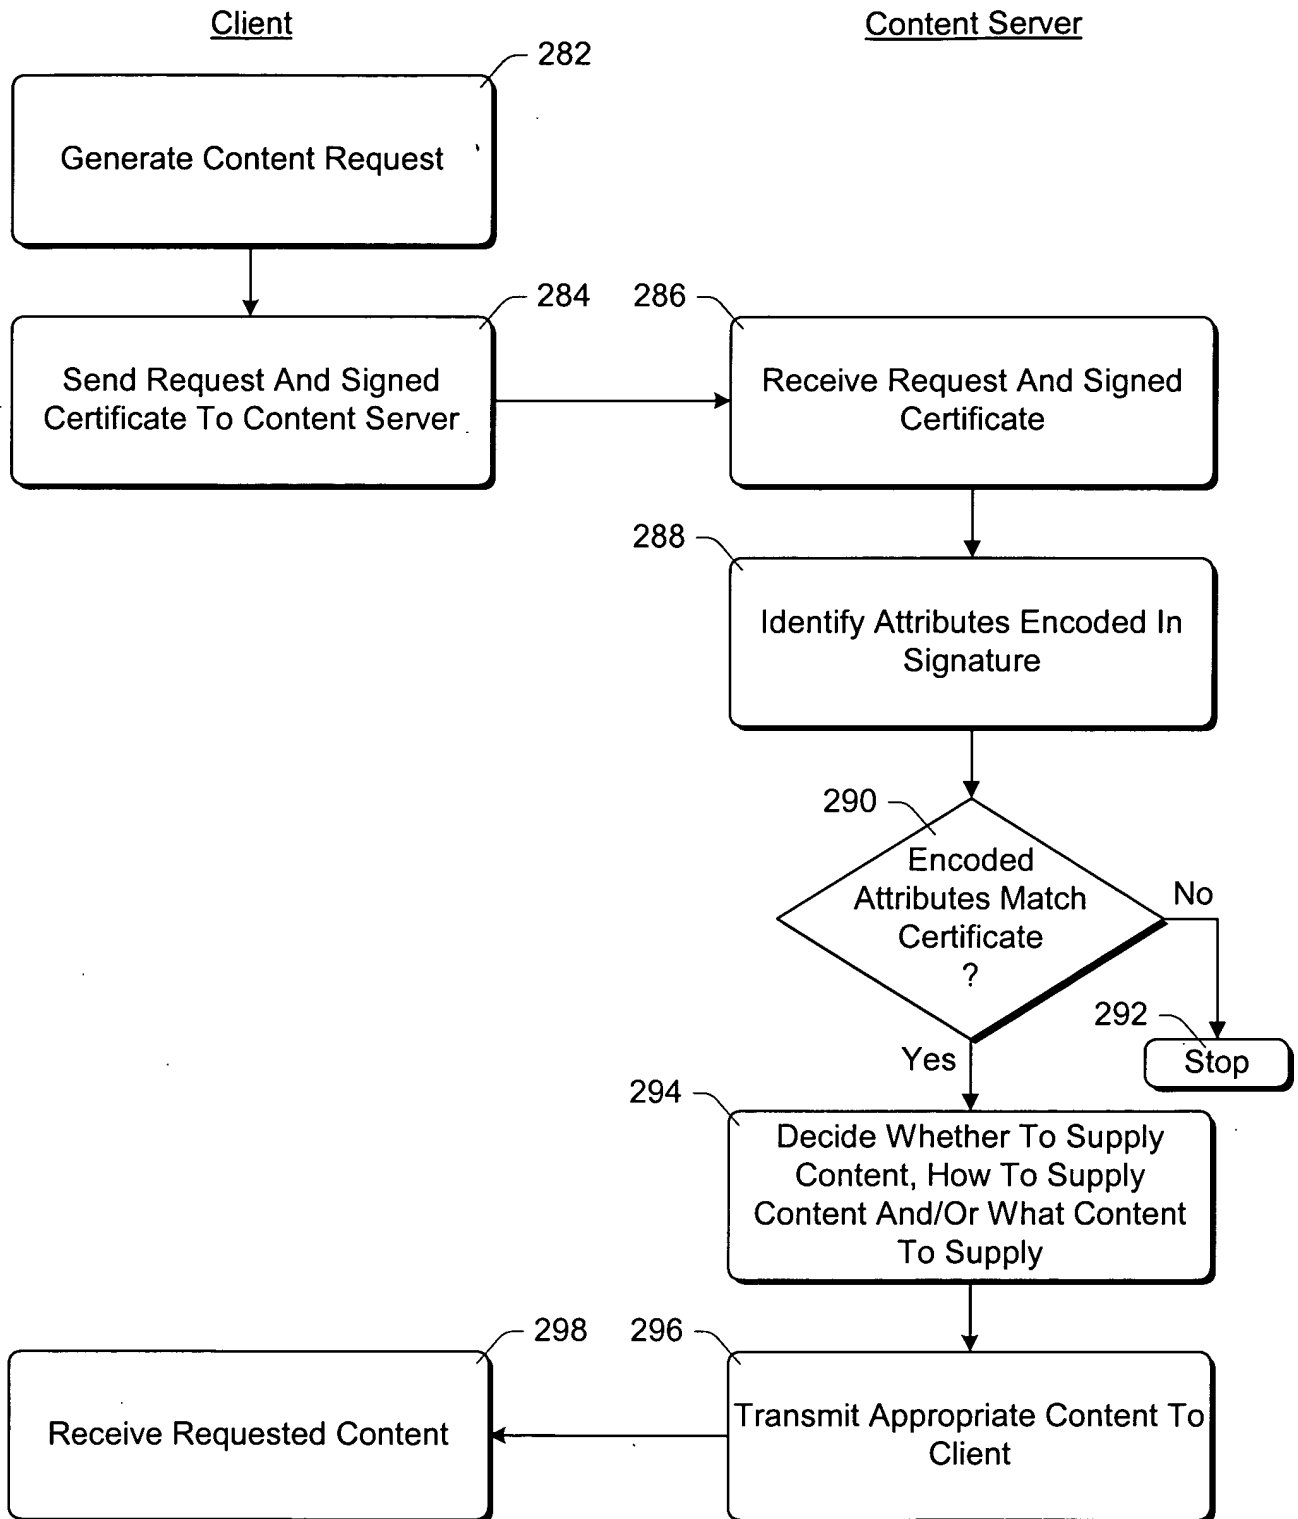 Client
Content Server
282
Generate Content Request
284
286
Send Request And Signed
Certificate To Content Server
Receive Request And Signed
Certificate
288
Identify Attributes Encoded In
Signature
290
Encoded
Attributes Match
Certificate
?
No
292
Stop
Yes
294
Decide Whether To Supply
Content, How To Supply
Content And/Or What Content
To Supply
298
296
Receive Requested Content
Transmit Appropriate Content To
Client